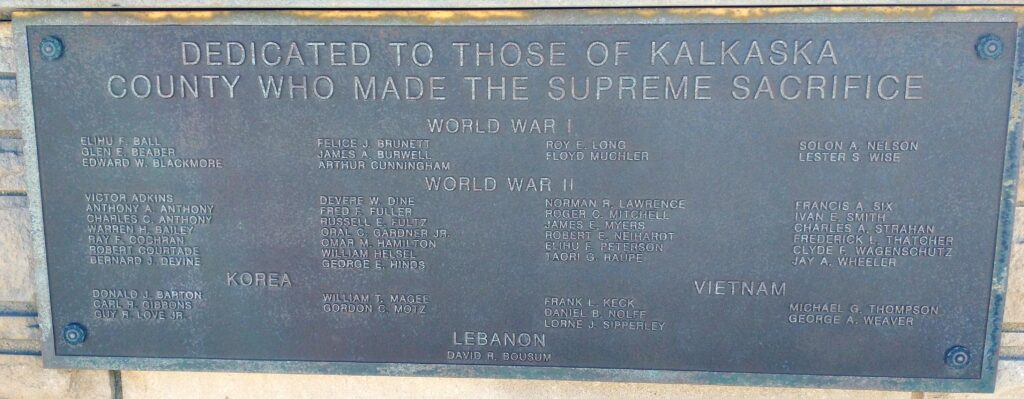 DEDICATED TO THOSE OF KALKASKA
COUNTY WHO MADE THE SUPREME SACRIFICE
WORLD WAR I
ELIHU F. BALL
GLEN E. BEABER
EDWARD W. BLACKMORE
FELICE J. BRUNETT
JAMES A. BURWELL
ARTHUR CUNNINGHAM
ROY E. LONG
FLOYD MUCHLER
SOLON A. NELSON
LESTER S. WISE
WORLD WAR II
VICTOR ADKINS
ANTHONY A. ANTHONY
CHARLES C. ANTHONY
WARREN H. BAILEY
RAY F. COCHRAN
ROBERT COURTADE
BERNARD J. DEVINE
DEVERE W. DINE
FRED F. FULLER
RUSSELL E. FULTZ
ORAL C. GARDNER JR.
OMAR M. HAMILTON
WILLIAM HELSEL
GEORGE E. HINDS
NORMAN R. LAWRENCE
ROGER C. MITCHELL
JAMES E. MYERS
ROBERT E. NEIHARDT
ELIHU F. PETERSON
TAORI G. RAUPE
FRANCIS A. SIX
IVAN E. SMITH
CHARLES A. STRAHAN
FREDERICK L. THATCHER
CLYDE F. WAGENSCHUTZ
JAY A. WHEELER
KOREA
DONALD J. BARTON
CARL R. GIBBONS
GUY R. LOVE JR.
WILLIAM T. MAGEE
GORDON C. MOTZ
VIETNAM
FRANK L. KECK
DANIEL B. NOLFF
LORNE J. SIPPERLEY
MICHAEL G. THOMPSON
GEORGE A. WEAVER
LEBANON
DAVID R. BOUSUM